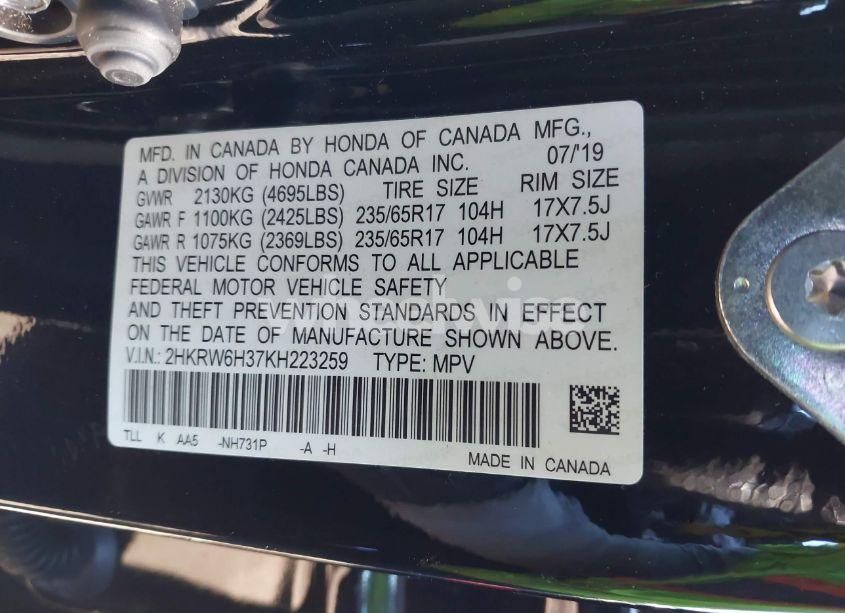 MFD. IN CANADA BY HONDA OF CANADA MFG.,
A DIVISION OF HONDA CANADA INC. 07/'19
GVWR 2130KG (4695LBS) TIRE SIZE RIM SIZE
GAWR F 1100KG (2425LBS) 235/65R17 104H 17X7.5J
GAWR R 1075KG (2369LBS) 235/65R17 104H 17X7.5J
THIS VEHICLE CONFORMS TO ALL APPLICABLE
FEDERAL MOTOR VEHICLE SAFETY
AND THEFT PREVENTION STANDARDS IN EFFECT
ON THE DATE OF MANUFACTURE SHOWN ABOVE.
V.I.N.: 2HKRW6H37KH223259 TYPE: MPV
TLL K AA5 -NH731P -A -H
MADE IN CANADA